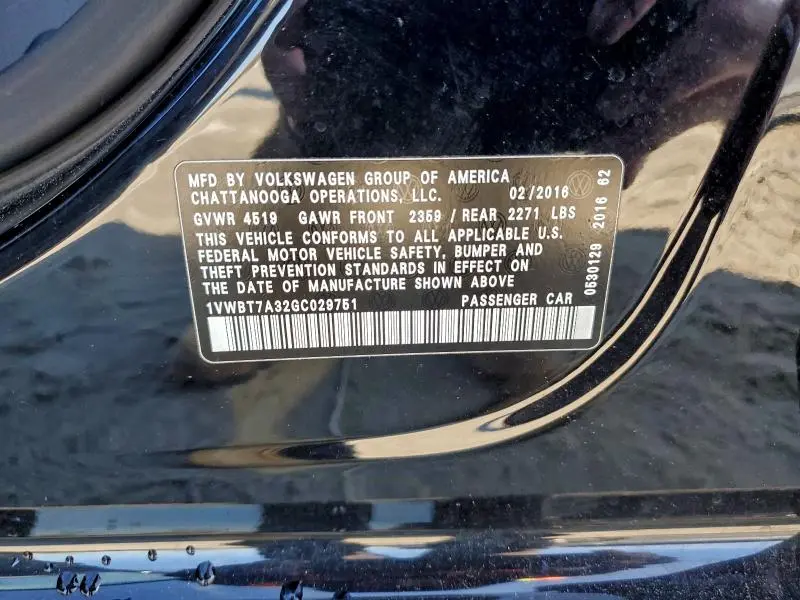 MFD BY VOLKSWAGEN GROUP OF AMERICA
CHATTANOOGA OPERATIONS, LLC. 02/2016
GVWR 4519 GAWR FRONT 2359 / REAR 2271 LBS
THIS VEHICLE CONFORMS TO ALL APPLICABLE U.S.
FEDERAL MOTOR VEHICLE SAFETY, BUMPER AND
THEFT PREVENTION STANDARDS IN EFFECT ON
THE DATE OF MANUFACTURE SHOWN ABOVE
1VWBT7A32GC029751 PASSENGER CAR
0530129 2016 62